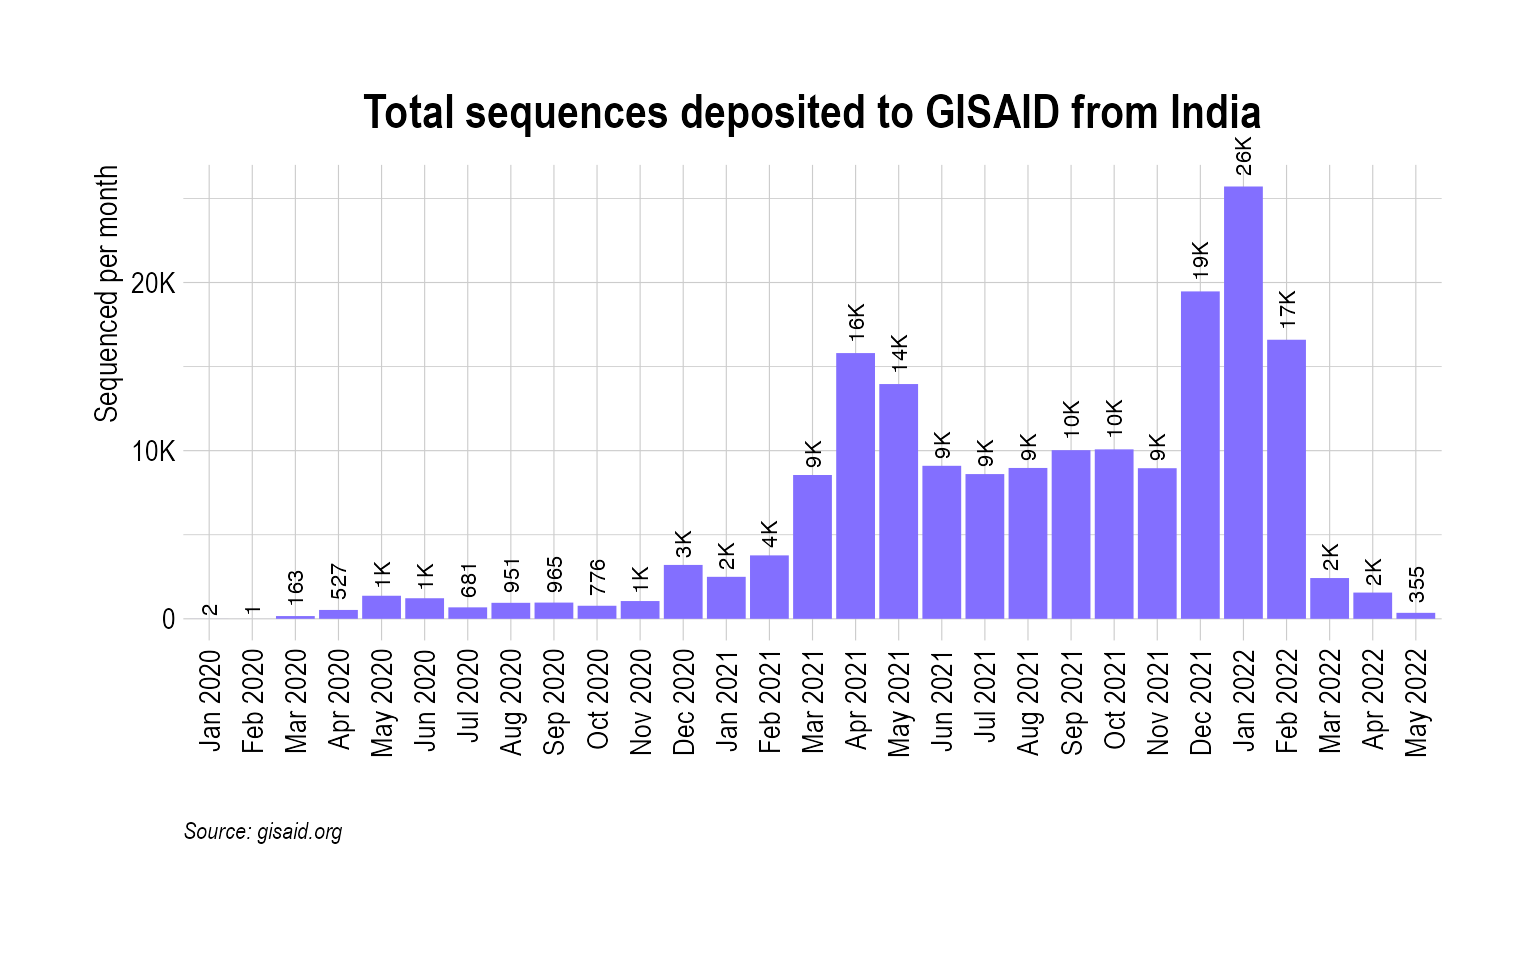 Total sequences deposited to GISAID from India
Sequenced per month
20K
10K
0
2
1
163
527
1K
1K
681
951
965
776
1K
3K
2K
4K
9K
16K
14K
9K
9K
9K
10K
10K
9K
19K
26K
17K
2K
2K
355
Jan 2020
Feb 2020
Mar 2020
Apr 2020
May 2020
Jun 2020
Jul 2020
Aug 2020
Sep 2020
Oct 2020
Nov 2020
Dec 2020
Jan 2021
Feb 2021
Mar 2021
Apr 2021
May 2021
Jun 2021
Jul 2021
Aug 2021
Sep 2021
Oct 2021
Nov 2021
Dec 2021
Jan 2022
Feb 2022
Mar 2022
Apr 2022
May 2022
Source: gisaid.org